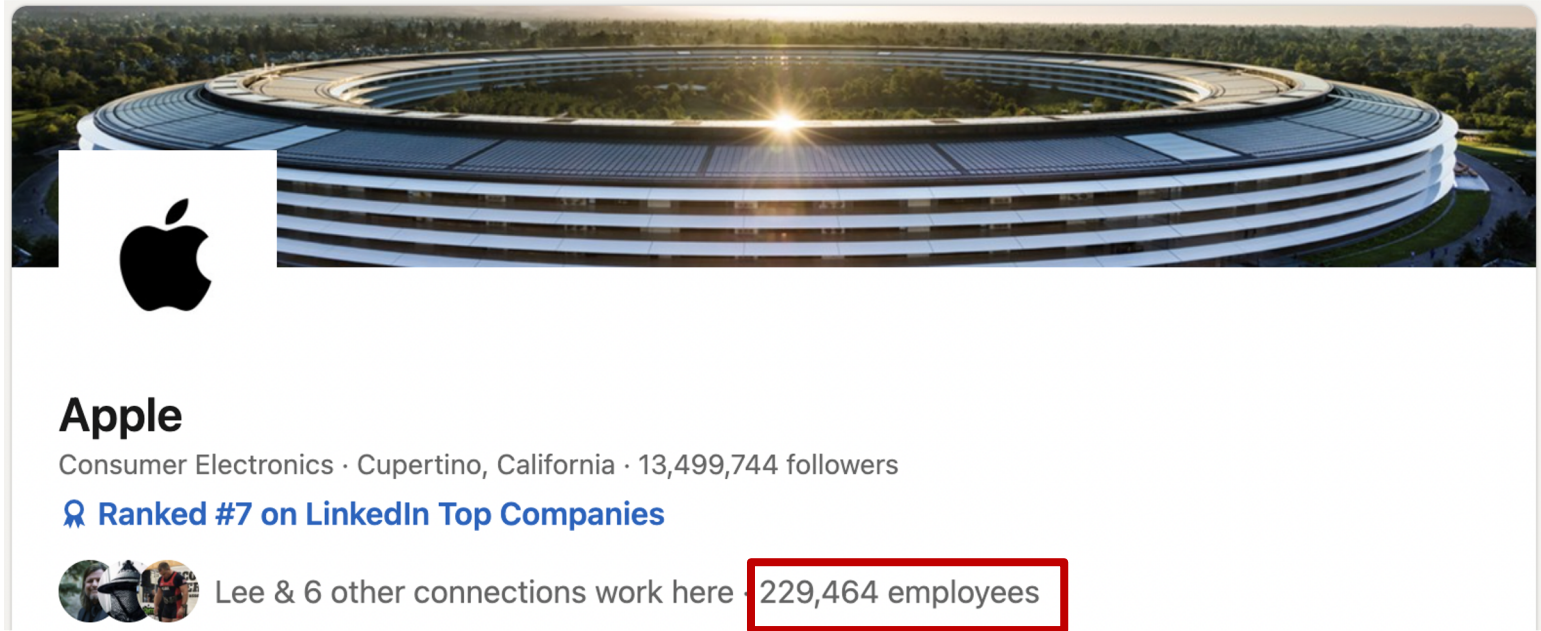 Apple
Consumer Electronics · Cupertino, California · 13,499,744 followers
Ranked #7 on LinkedIn Top Companies
Lee & 6 other connections work here · 229,464 employees